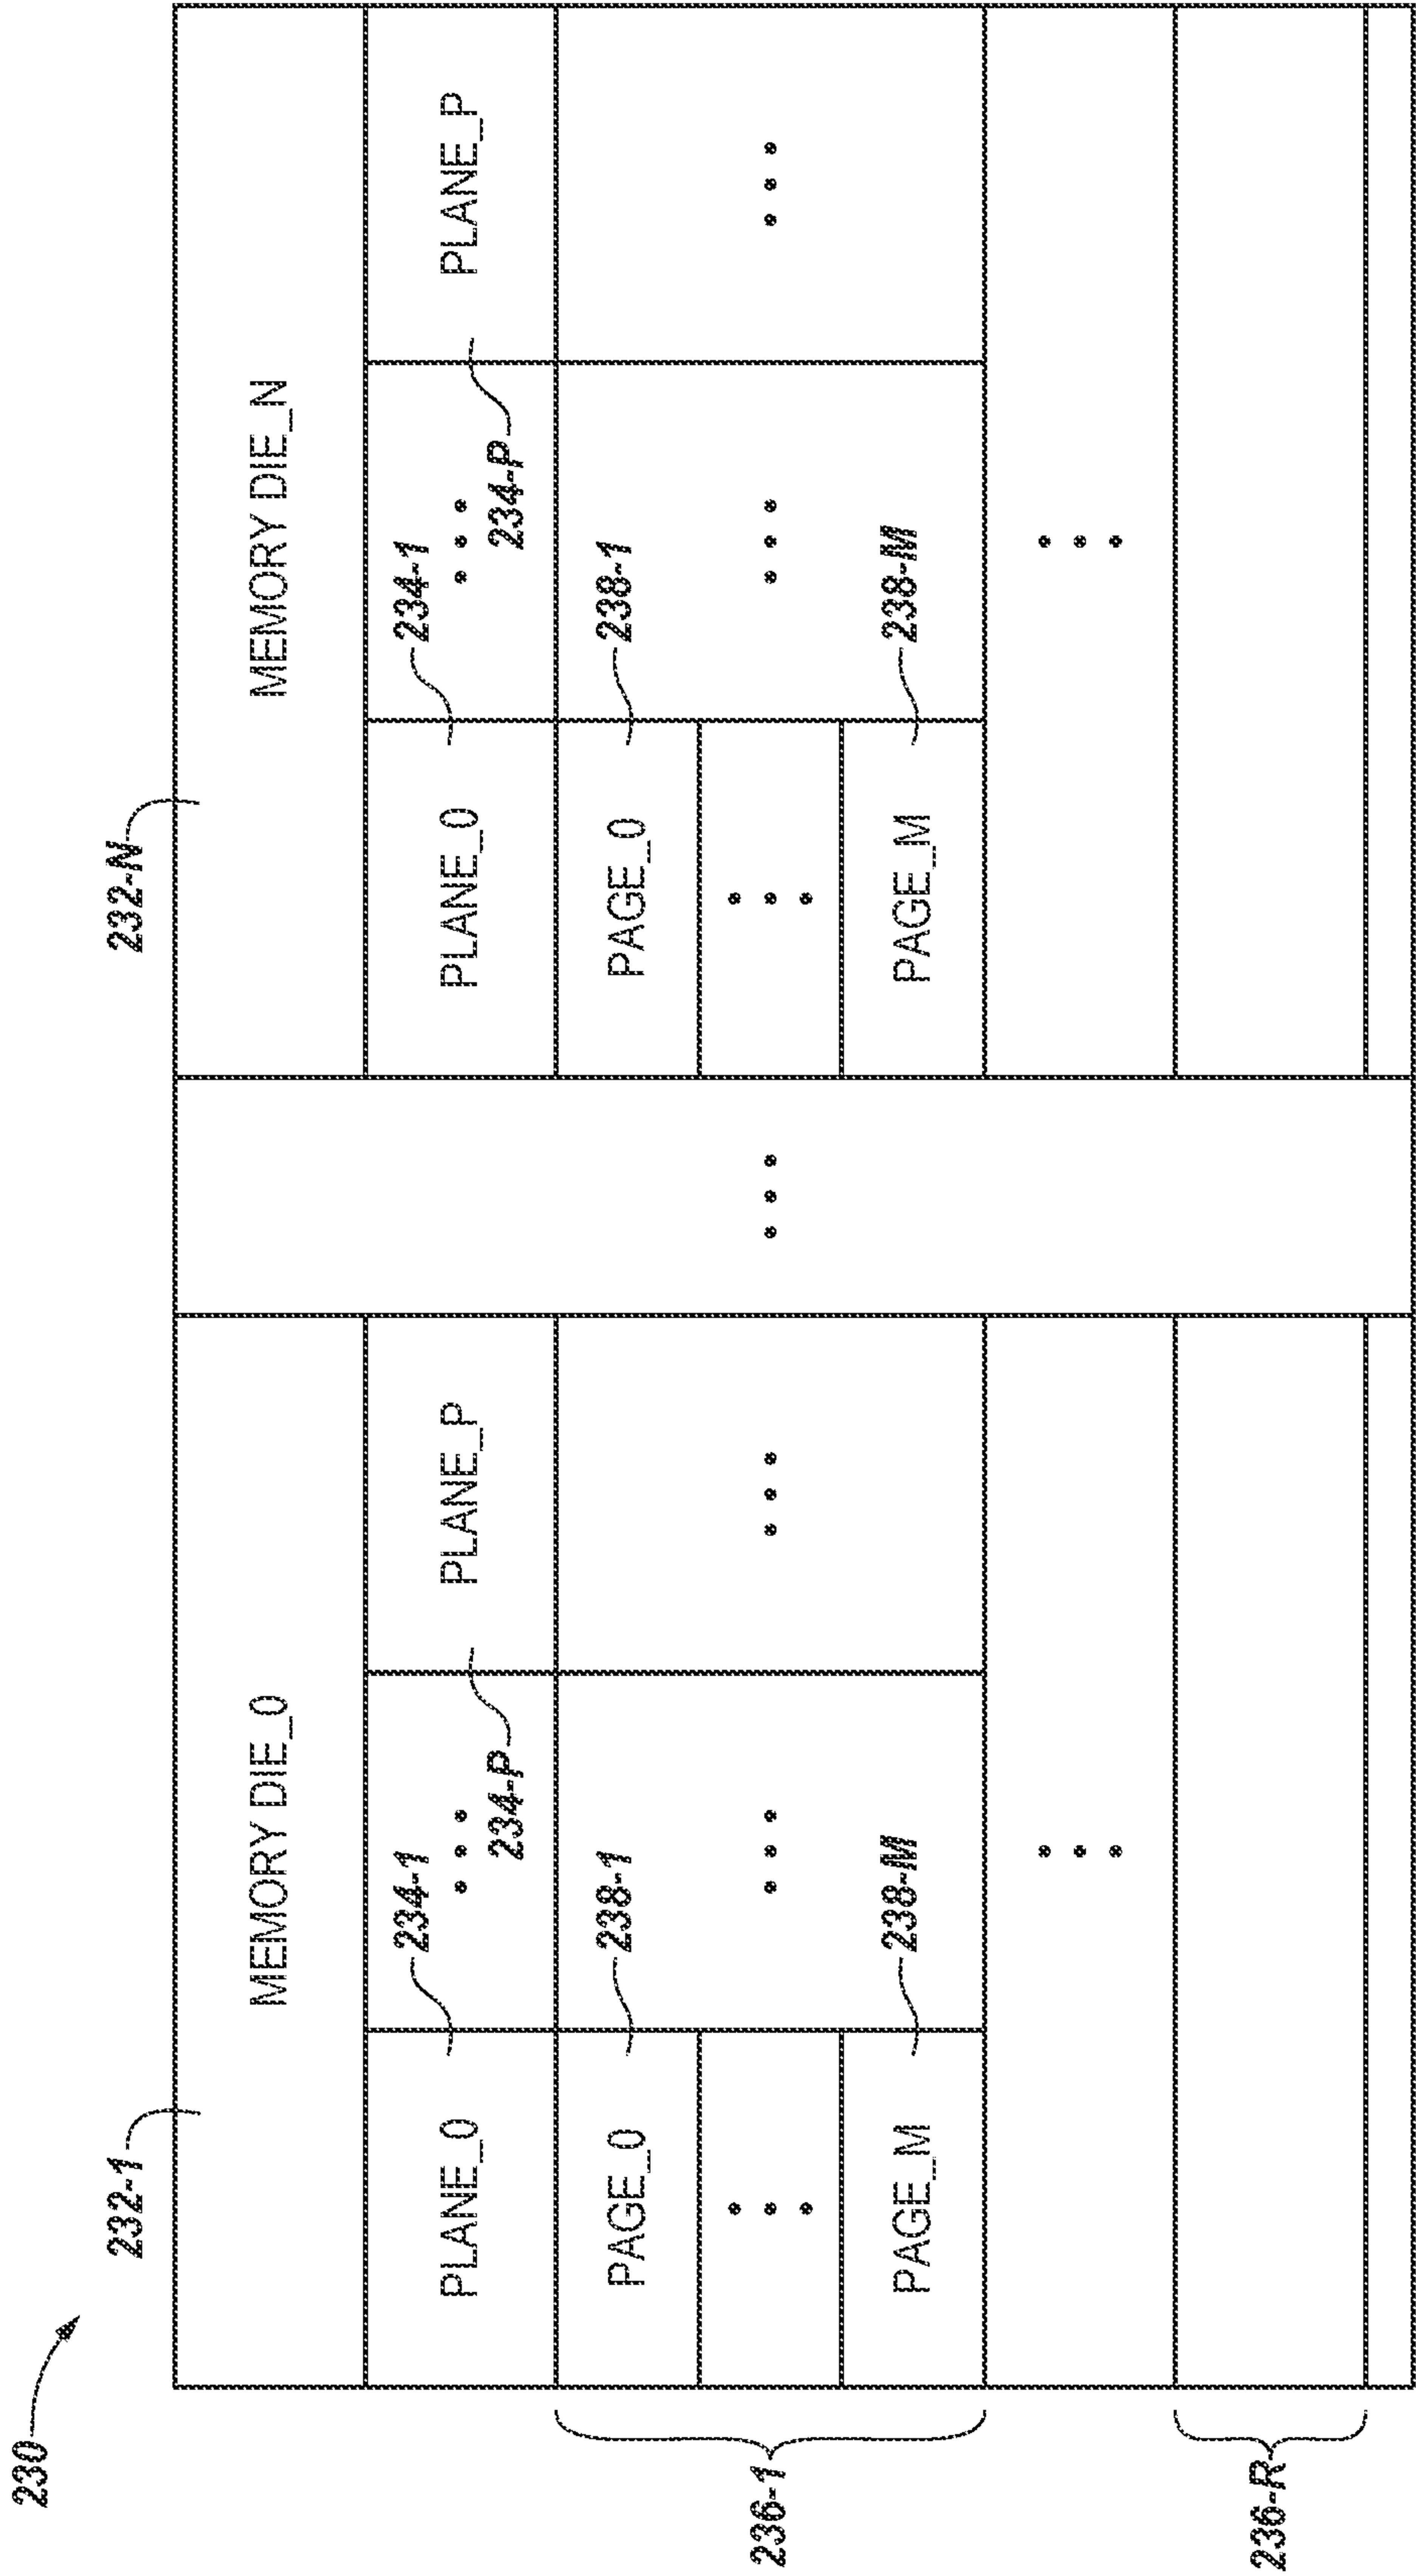 230
232-1
232-N
MEMORY DIE_0
MEMORY DIE_N
234-1
234-1
PLANE_0
PLANE_P
PLANE_0
PLANE_P
234-P
234-P
238-1
238-1
PAGE_0
PAGE_0
236-1
238-M
238-M
PAGE_M
PAGE_M
236-R